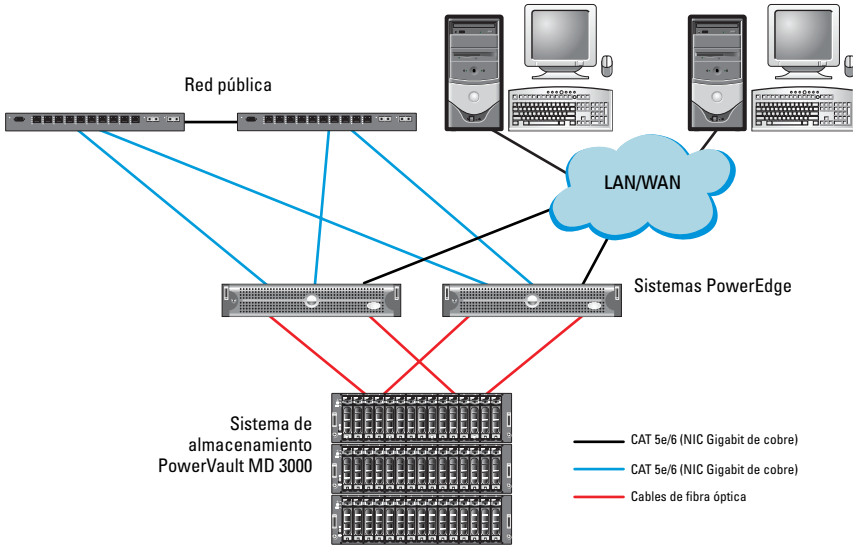 Red pública
LAN/WAN
Sistemas PowerEdge
Sistema de
almacenamiento
PowerVault MD 3000
CAT 5e/6 (NIC Gigabit de cobre)
CAT 5e/6 (NIC Gigabit de cobre)
Cables de fibra óptica